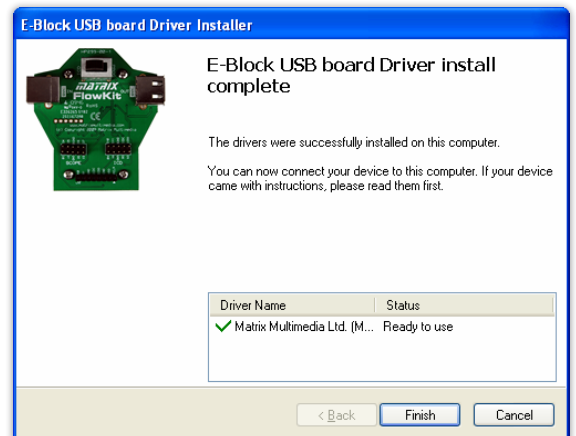 E-Block USB board Driver Installer
E-Block USB board Driver install
complete
MATRIX
FlowKit
The drivers were successfully installed on this computer.
You can now connect your device to this computer. If your device
came with instructions, please read them first.
SCOPE
ICD
Driver Name Status
Matrix Multimedia Ltd. (M... Ready to use
< Back Finish Cancel